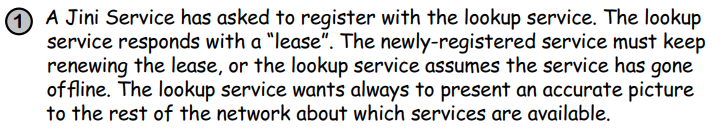 1 A Jini Service has asked to register with the lookup service. The lookup
service responds with a “lease”. The newly-registered service must keep
renewing the lease, or the lookup service assumes the service has gone
offline. The lookup service wants always to present an accurate picture
to the rest of the network about which services are available.